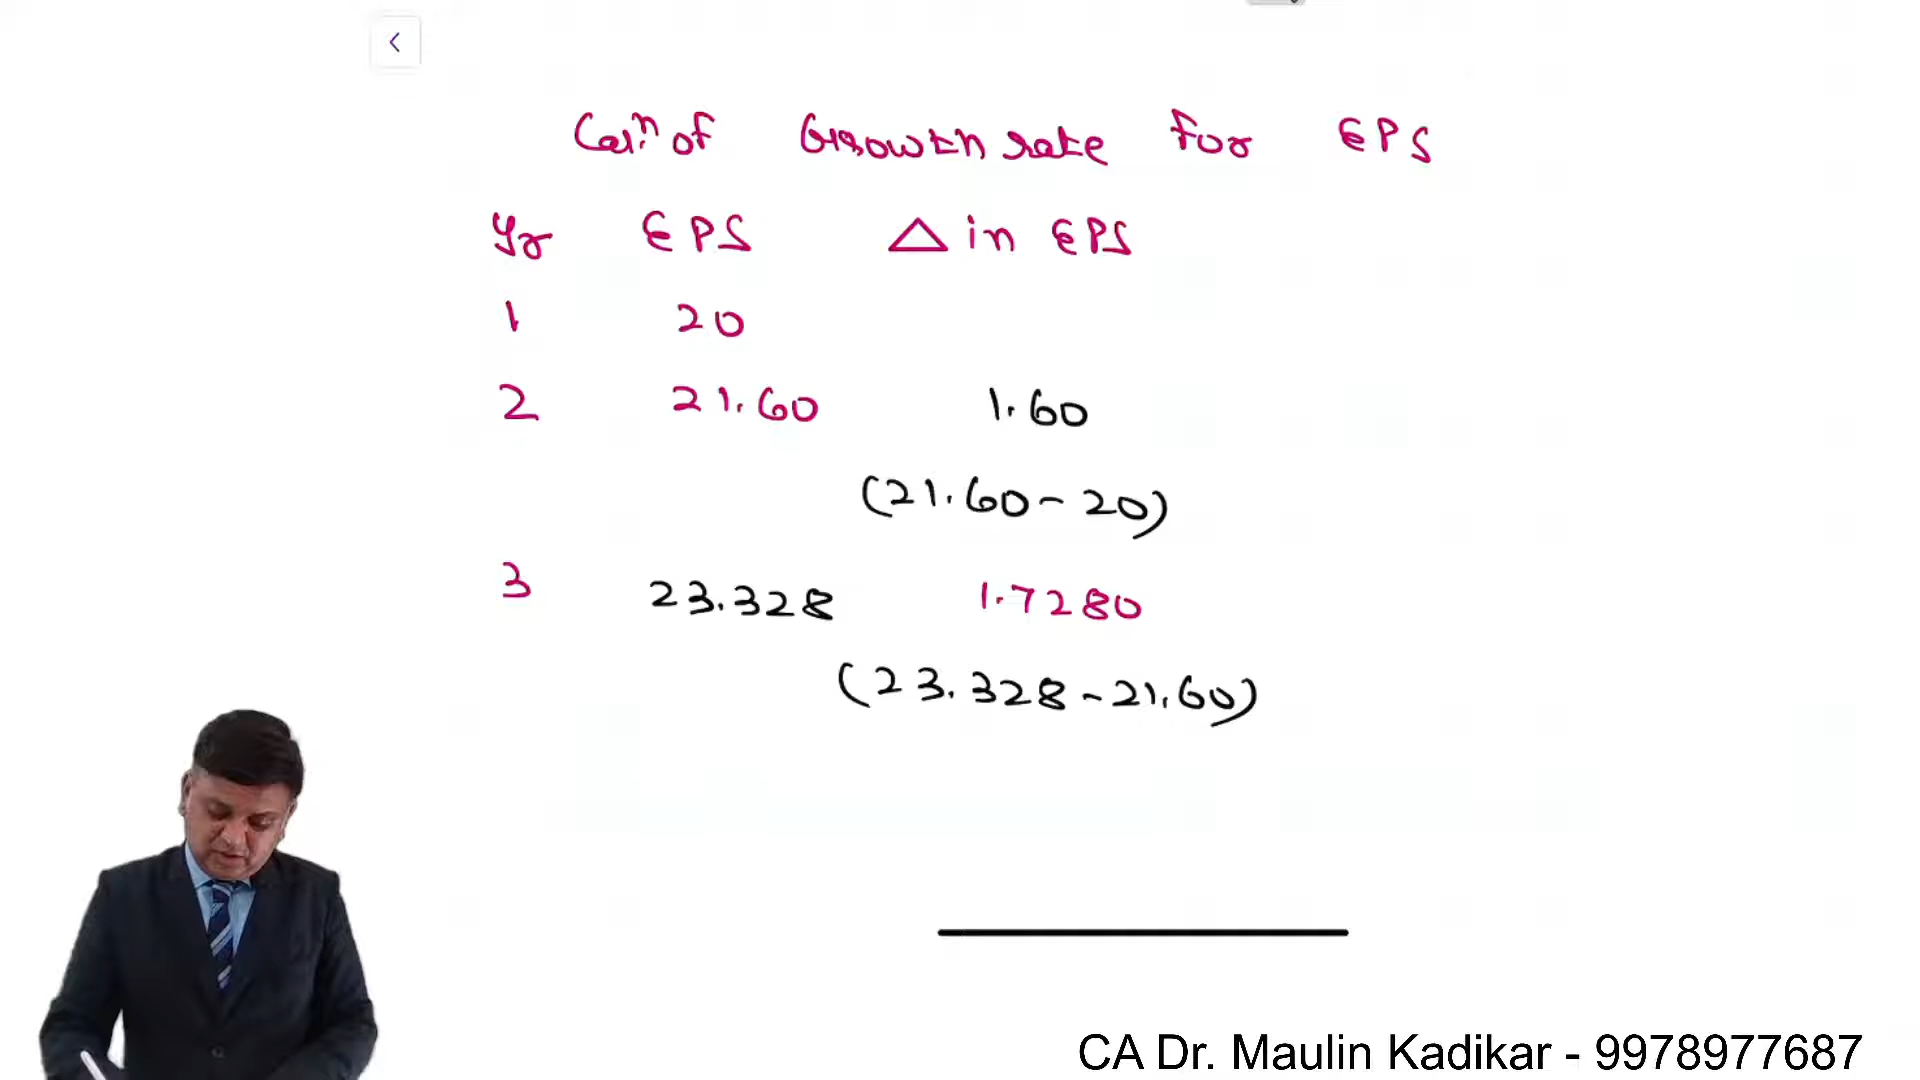 Caln of Growth rate for EPS
Yr EPS △ in EPS
1 20
2 21.60 1.60
(21.60 - 20)
3 23.328 1.7280
(23.328 - 21.60)
CA Dr. Maulin Kadikar - 9978977687